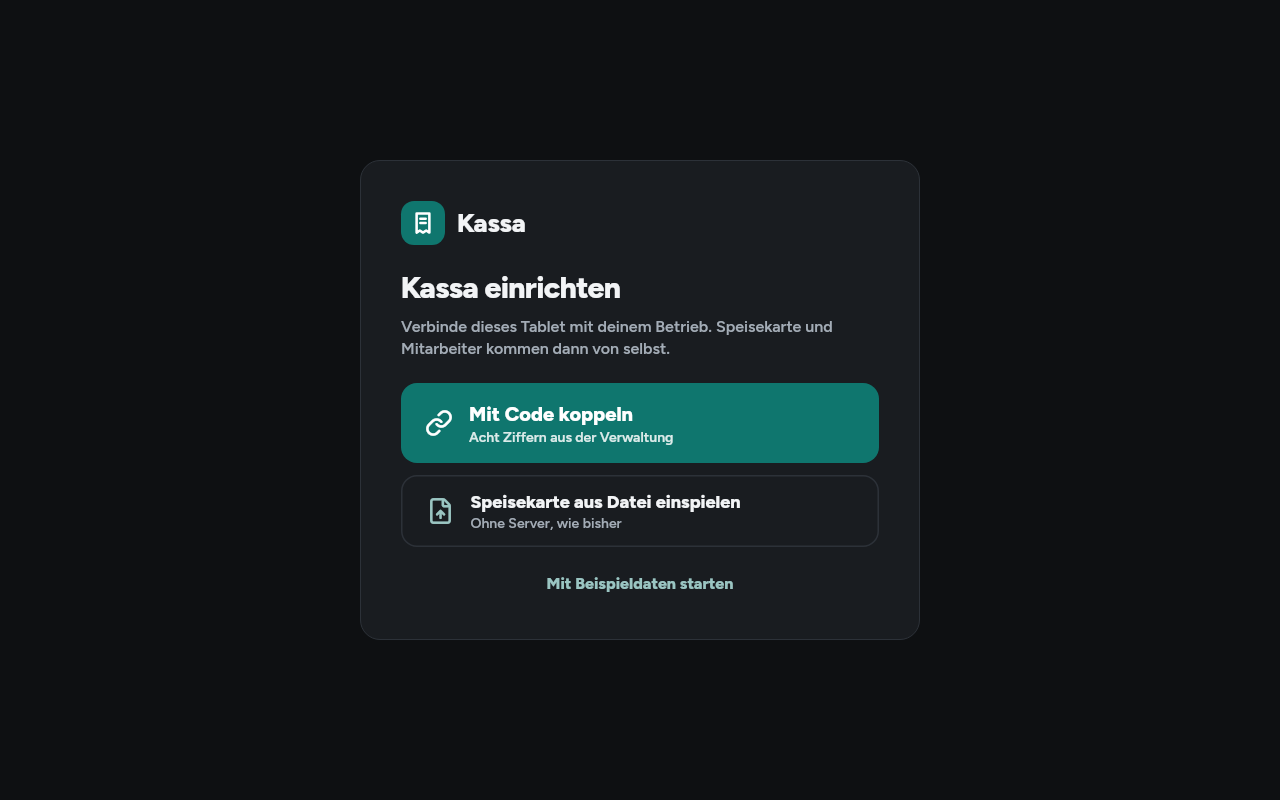 Kassa
Kassa einrichten
Verbinde dieses Tablet mit deinem Betrieb. Speisekarte und
Mitarbeiter kommen dann von selbst.
Mit Code koppeln
Acht Ziffern aus der Verwaltung
Speisekarte aus Datei einspielen
Ohne Server, wie bisher
Mit Beispieldaten starten